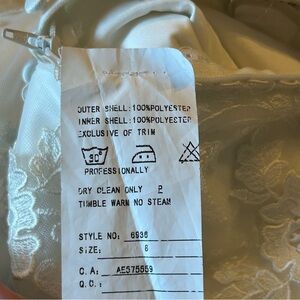 OUTER SHELL:100%POLYESTER
INNER SHELL:100%POLYESTER
EXCLUSIVE OF TRIM
30°
PROFESSIONALLY
DRY CLEAN ONLY P
TUMBLE WARM NO STEAM
STYLE NO: 6936
SIZE: 6
C.A: AE575559
Q.C: